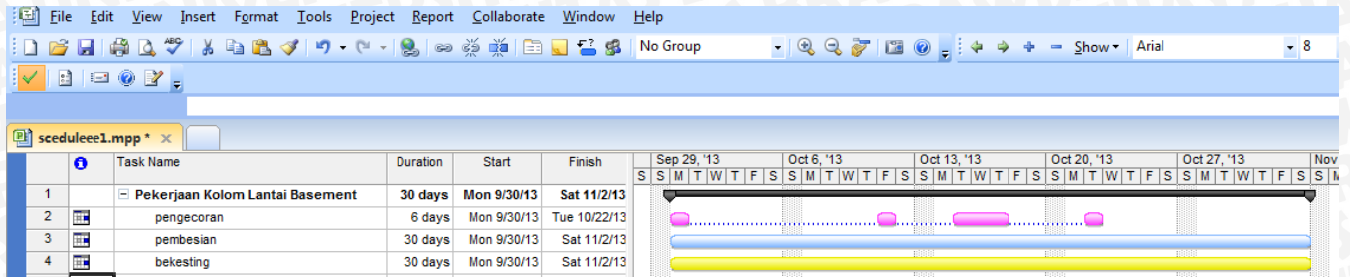 File Edit View Insert Format Tools Project Report Collaborate Window Help
ABC No Group Show Arial 8
sceduleee1.mpp *
Task Name Duration Start Finish Sep 29, '13 Oct 6, '13 Oct 13, '13 Oct 20, '13 Oct 27, '13 Nov
S S M T W T F S S M T W T F S S M T W T F S S M T W T F S S M T W T F S S M
1 Pekerjaan Kolom Lantai Basement 30 days Mon 9/30/13 Sat 11/2/13
2 pengecoran 6 days Mon 9/30/13 Tue 10/22/13
3 pembesian 30 days Mon 9/30/13 Sat 11/2/13
4 bekesting 30 days Mon 9/30/13 Sat 11/2/13